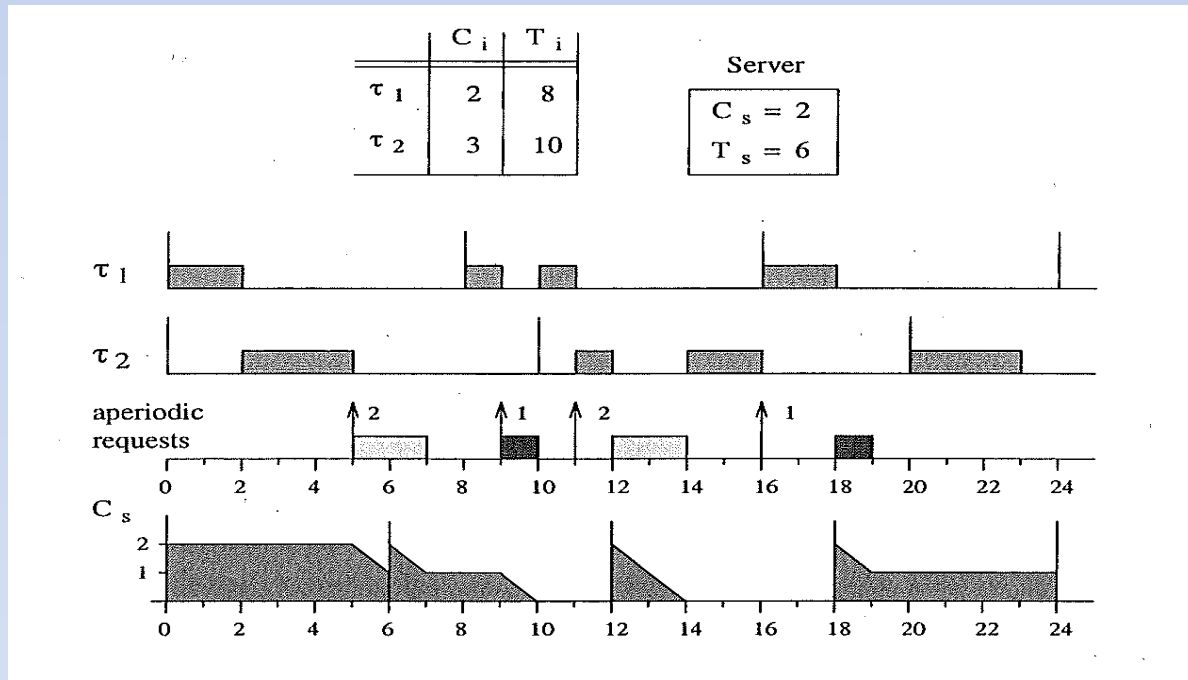 C i T i
τ 1 2 8
τ 2 3 10
Server
C s = 2
T s = 6
τ 1
τ 2
aperiodic
requests
2 1 2 1
0 2 4 6 8 10 12 14 16 18 20 22 24
C s
2
1
0 2 4 6 8 10 12 14 16 18 20 22 24